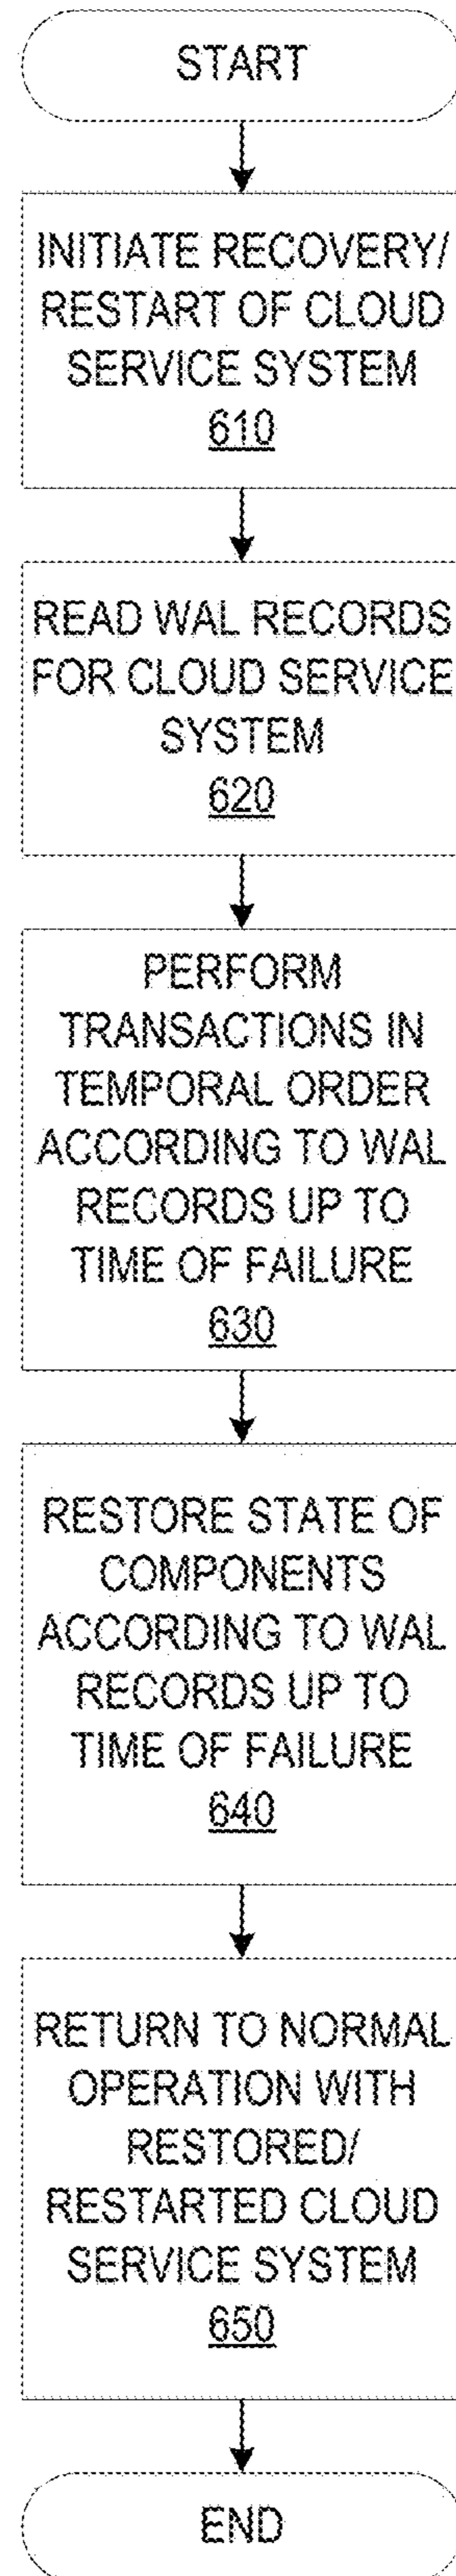 START
INITIATE RECOVERY/
RESTART OF CLOUD
SERVICE SYSTEM
610
READ WAL RECORDS
FOR CLOUD SERVICE
SYSTEM
620
PERFORM
TRANSACTIONS IN
TEMPORAL ORDER
ACCORDING TO WAL
RECORDS UP TO
TIME OF FAILURE
630
RESTORE STATE OF
COMPONENTS
ACCORDING TO WAL
RECORDS UP TO
TIME OF FAILURE
640
RETURN TO NORMAL
OPERATION WITH
RESTORED/
RESTARTED CLOUD
SERVICE SYSTEM
650
END